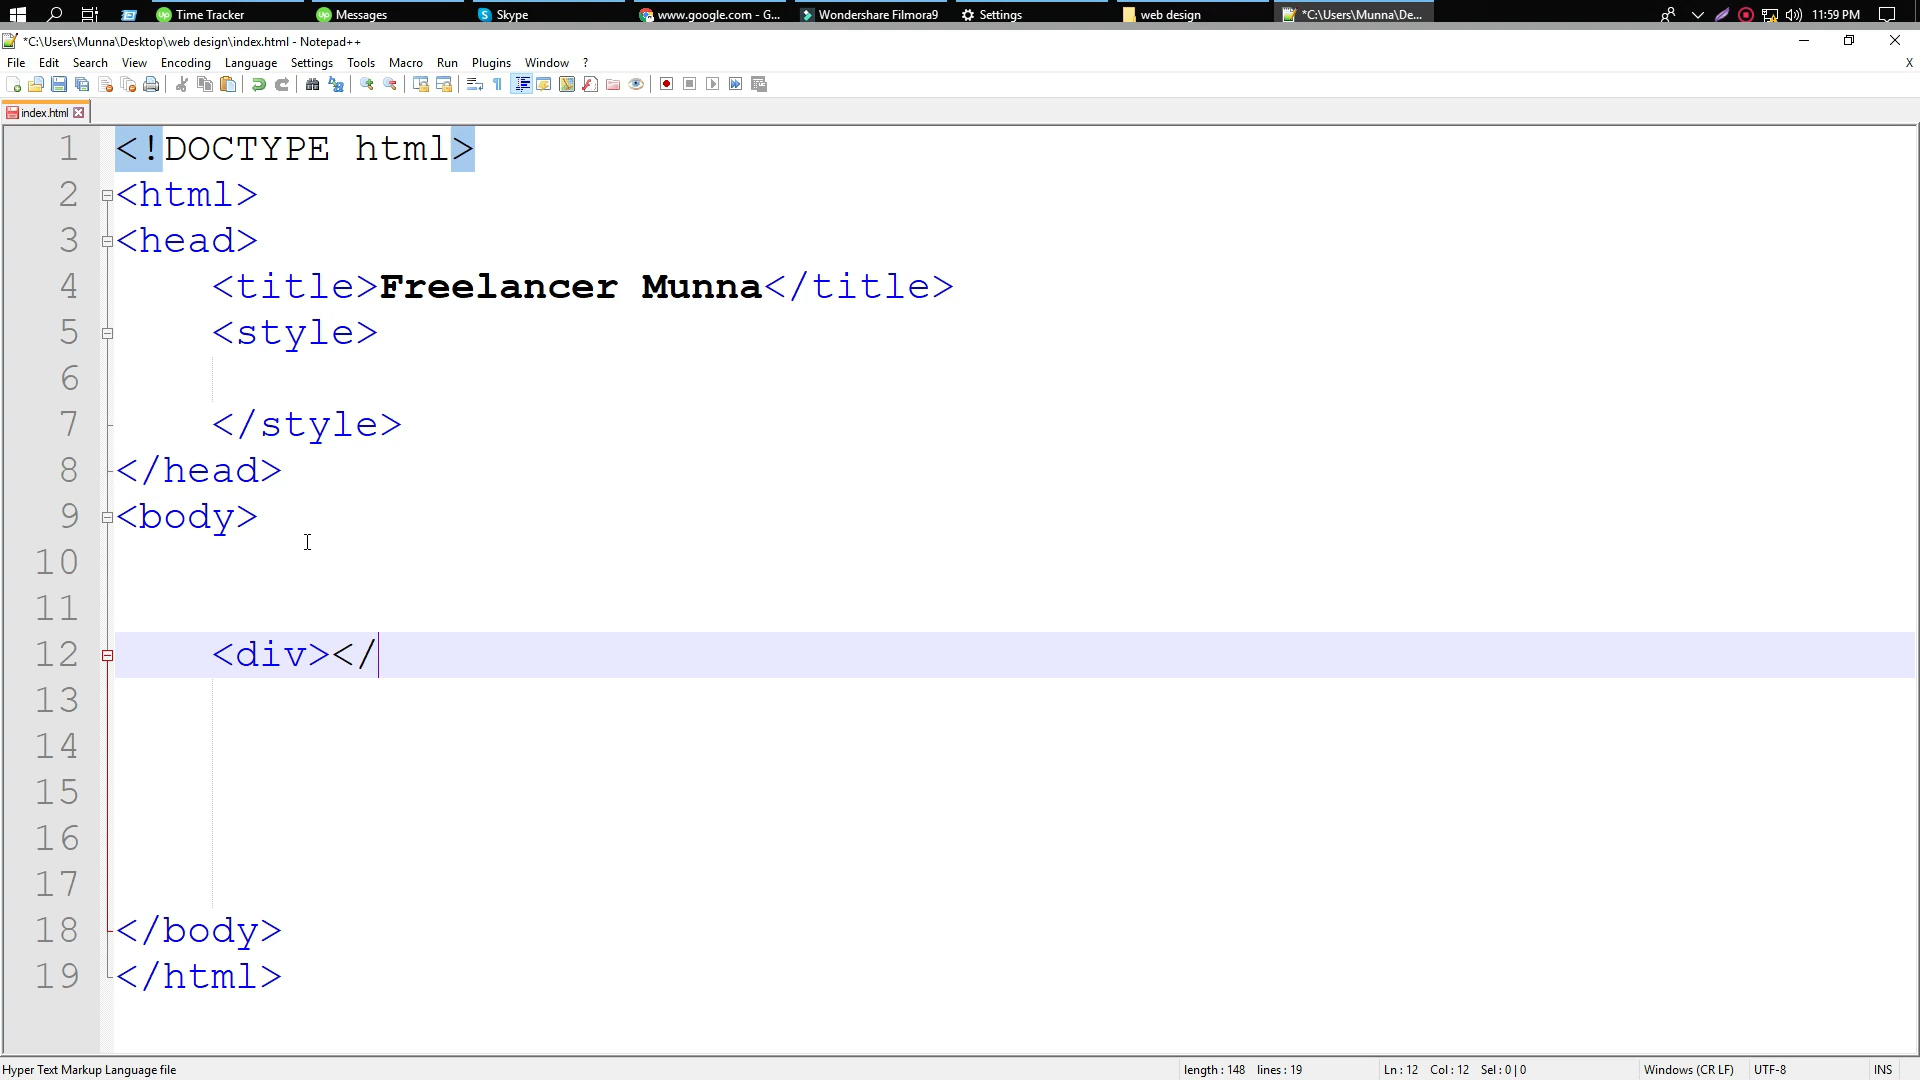 Time Tracker Messages Skype www.google.com - G... Wondershare Filmora9 Settings web design *C:\Users\Munna\De... 11:59 PM
*C:\Users\Munna\Desktop\web design\index.html - Notepad++
File Edit Search View Encoding Language Settings Tools Macro Run Plugins Window ? X
index.html
1 <!DOCTYPE html>
2 <html>
3 <head>
4 <title>Freelancer Munna</title>
5 <style>
6
7 </style>
8 </head>
9 <body>
10
11
12 <div></
13
14
15
16
17
18 </body>
19 </html>
Hyper Text Markup Language file length : 148 lines : 19 Ln : 12 Col : 12 Sel : 0 | 0 Windows (CR LF) UTF-8 INS